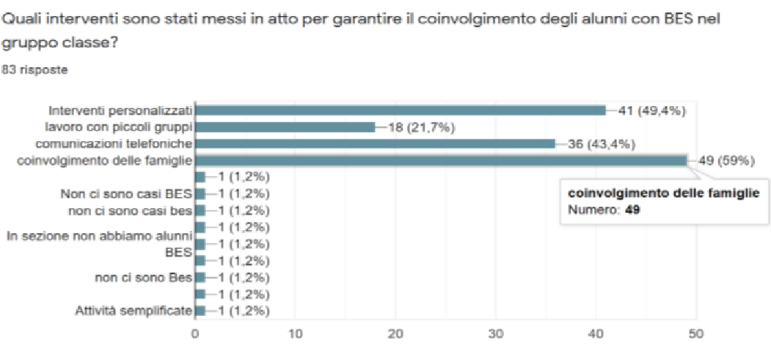 Quali interventi sono stati messi in atto per garantire il coinvolgimento degli alunni con BES nel
gruppo classe?
83 risposte
Interventi personalizzati 41 (49,4%)
lavoro con piccoli gruppi 18 (21,7%)
comunicazioni telefoniche 36 (43,4%)
coinvolgimento delle famiglie 49 (59%)
1 (1,2%)
Non ci sono casi BES 1 (1,2%)
non ci sono casi bes 1 (1,2%)
1 (1,2%)
In sezione non abbiamo alunni
BES 1 (1,2%)
1 (1,2%)
non ci sono Bes 1 (1,2%)
1 (1,2%)
Attività semplificate 1 (1,2%)
coinvolgimento delle famiglie
Numero: 49
0 10 20 30 40 50